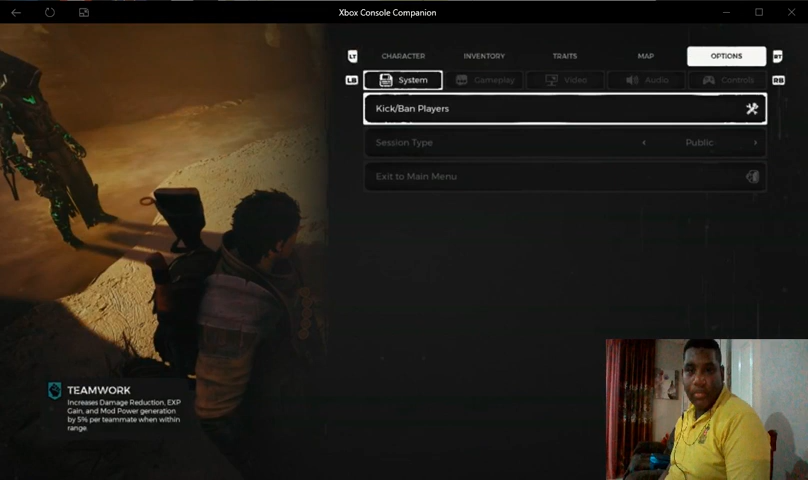 Xbox Console Companion
LT CHARACTER INVENTORY TRAITS MAP OPTIONS RT
LB System Gameplay Video Audio Controls RB
Kick/Ban Players
Session Type Public
Exit to Main Menu
TEAMWORK
Increases Damage Reduction, EXP
Gain, and Mod Power generation
by 5% per teammate when within
range.